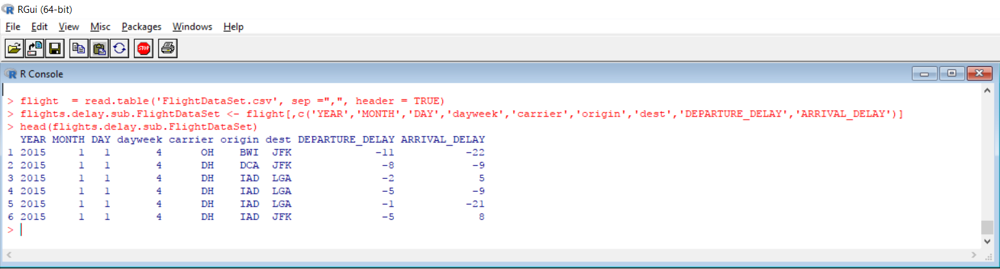 RGui (64-bit)
File Edit View Misc Packages Windows Help
STOP
R Console
> flight  = read.table('FlightDataSet.csv', sep =",", header = TRUE)
> flights.delay.sub.FlightDataSet <- flight[,c('YEAR','MONTH','DAY','dayweek','carrier','origin','dest','DEPARTURE_DELAY','ARRIVAL_DELAY')]
> head(flights.delay.sub.FlightDataSet)
  YEAR MONTH DAY dayweek carrier origin dest DEPARTURE_DELAY ARRIVAL_DELAY
1 2015     1   1       4      OH    BWI  JFK             -11           -22
2 2015     1   1       4      DH    DCA  JFK              -8            -9
3 2015     1   1       4      DH    IAD  LGA              -2             5
4 2015     1   1       4      DH    IAD  LGA              -5            -9
5 2015     1   1       4      DH    IAD  LGA              -1           -21
6 2015     1   1       4      DH    IAD  JFK              -5             8
>